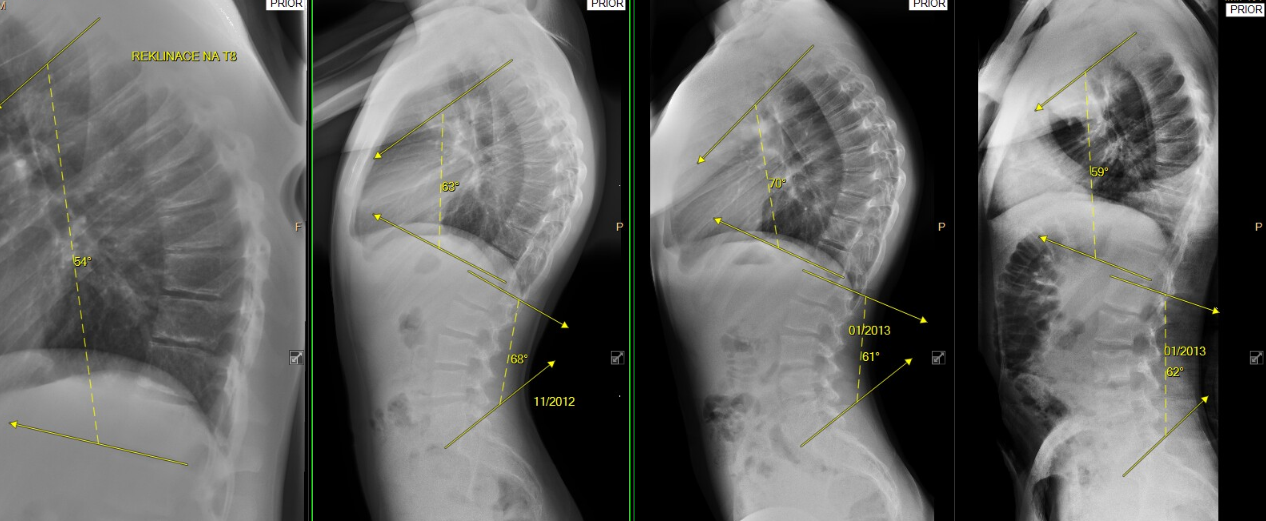 M
PRIOR
REKLINACE NA T8
F
54°
PRIOR
63°
P
68°
11/2012
PRIOR
70°
P
01/2013
61°
PRIOR
59°
P
01/2013
62°